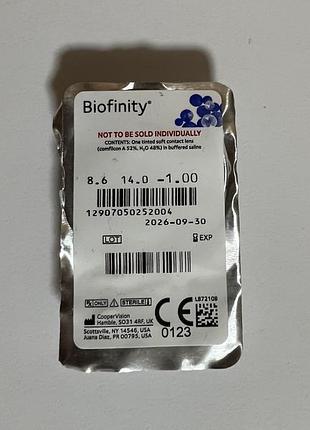 Biofinity®
NOT TO BE SOLD INDIVIDUALLY
CONTENTS: One tinted soft contact lens
(comfilcon A 52%, H₂O 48%) in buffered saline
8.6 14.0 -1.00
12907050252004
2026-09-30
LOT EXP
℞ ONLY STERILE
LB72108
CooperVision
Hamble, SO31 4RF, UK
Scottsville, NY 14546, USA
Juana Diaz, PR 00795, USA
CE
0123